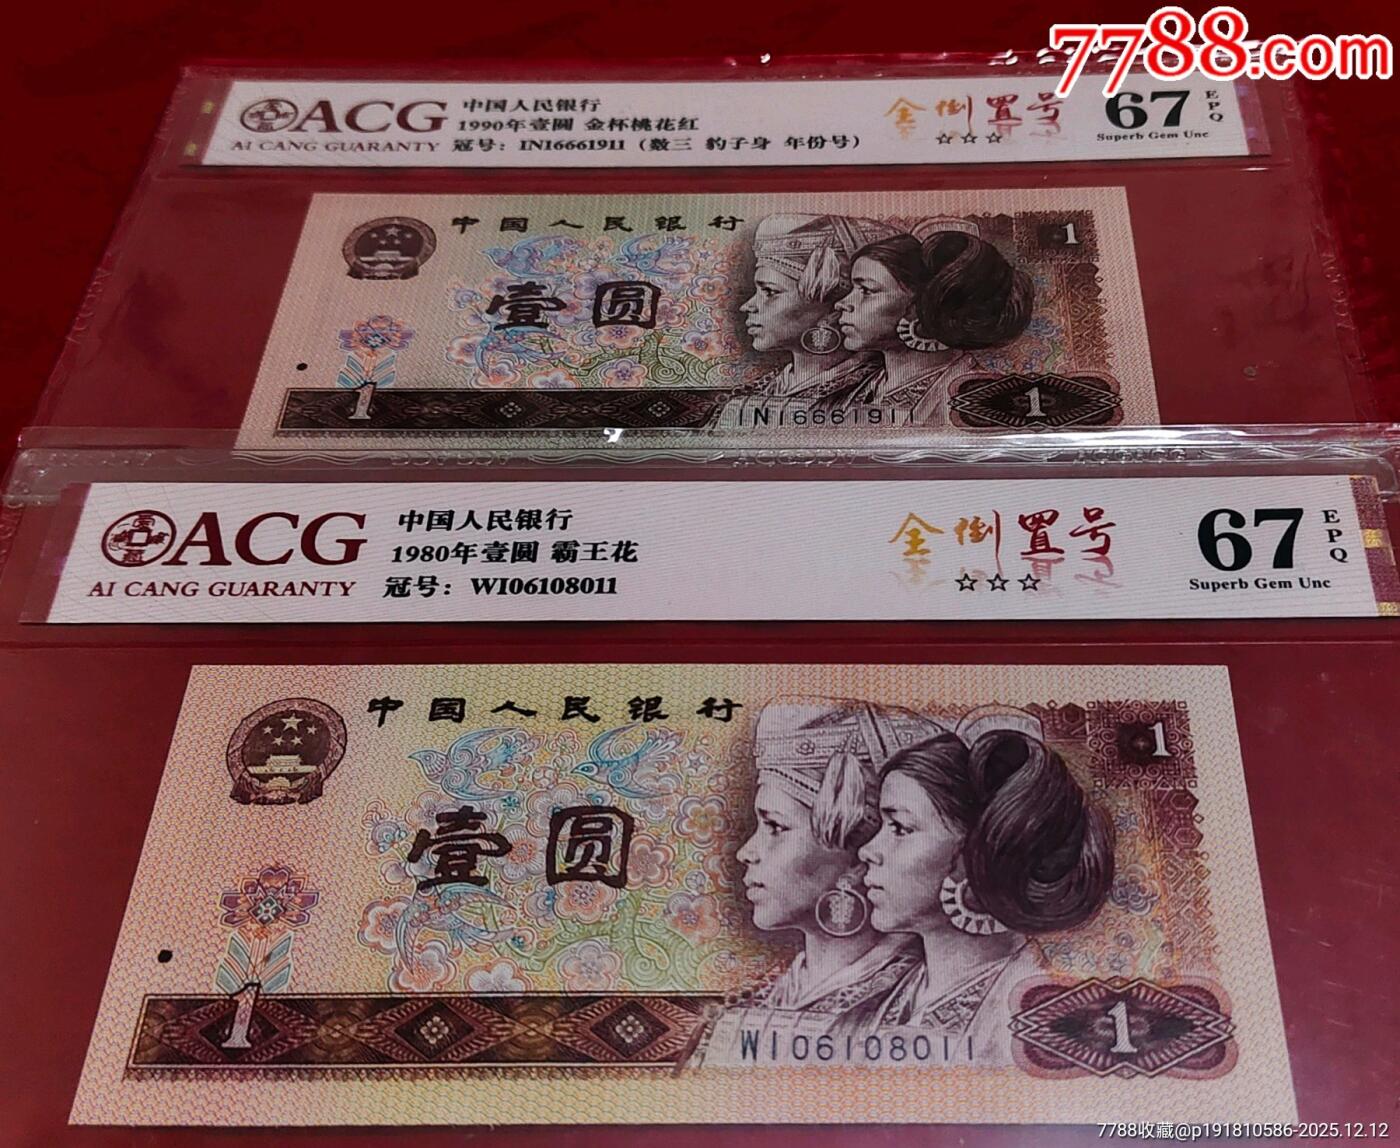 7788.com
ACG
AI CANG GUARANTY
中国人民银行
1990年壹圆 金杯桃花红
冠号：IN16661911（数三 豹子身 年份号）
全倒置号
☆☆☆
67
EPQ
Superb Gem Unc
中国人民银行
1
壹圆
1
IN16661911
1
ACG
AI CANG GUARANTY
中国人民银行
1980年壹圆 霸王花
冠号：WI06108011
全倒置号
☆☆☆
67
EPQ
Superb Gem Unc
中国人民银行
1
壹圆
1
WI06108011
1
7788收藏@p191810586-2025.12.12